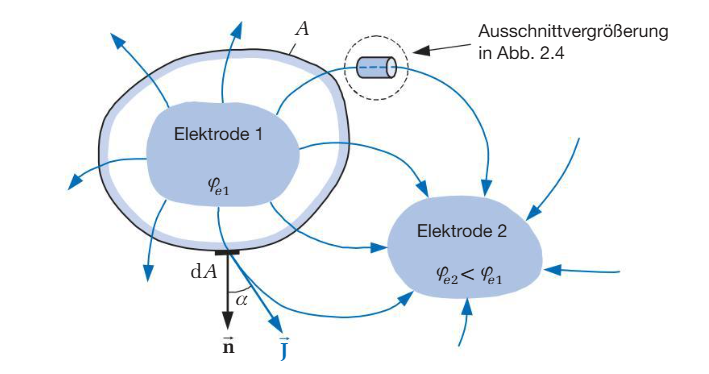 A
Ausschnittvergrößerung
in Abb. 2.4
Elektrode 1
φe1
Elektrode 2
φe2 < φe1
dA
α
n⃗
J⃗